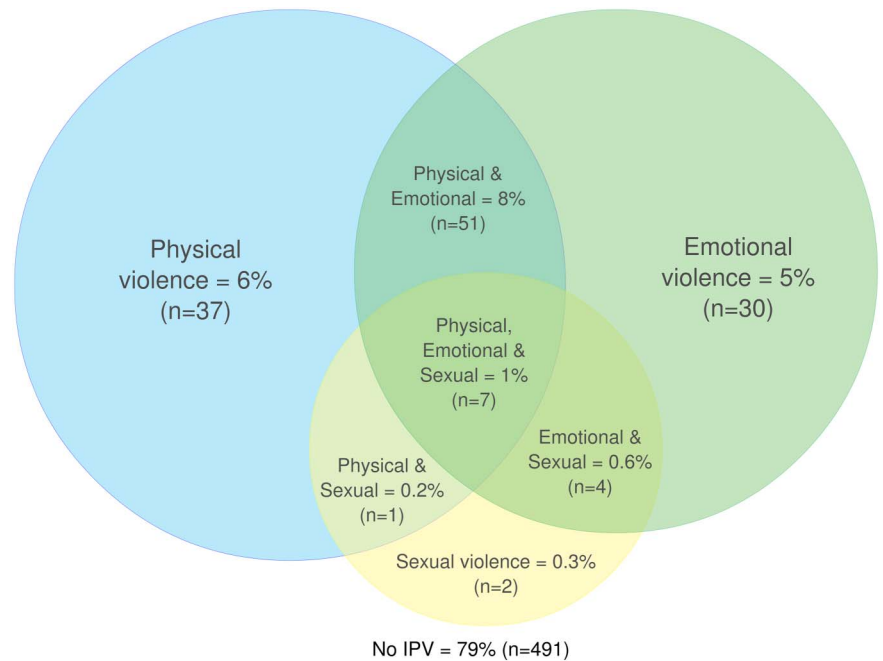 Physical &
Emotional = 8%
(n=51)
Physical
violence = 6%
(n=37)
Emotional
violence = 5%
(n=30)
Physical,
Emotional &
Sexual = 1%
(n=7)
Emotional &
Sexual = 0.6%
(n=4)
Physical &
Sexual = 0.2%
(n=1)
Sexual violence = 0.3%
(n=2)
No IPV = 79% (n=491)